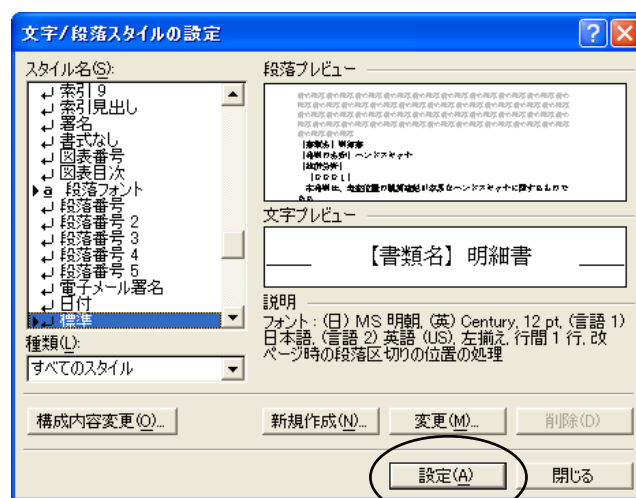 文字/段落スタイルの設定
スタイル名(S):
索引 9
索引見出し
署名
書式なし
図表番号
図表目次
a 段落フォント
段落番号
段落番号 2
段落番号 3
段落番号 4
段落番号 5
電子メール署名
日付
標準
種類(L):
すべてのスタイル
段落プレビュー
文字プレビュー
【書類名】明細書
説明
フォント : (日) MS 明朝, (英) Century, 12 pt, (言語 1)
日本語, (言語 2) 英語 (US), 左揃え, 行間 1 行, 改
ページ時の段落区切りの位置の処理
構成内容変更(O)...
新規作成(N)...
変更(M)...
削除(D)
設定(A)
閉じる